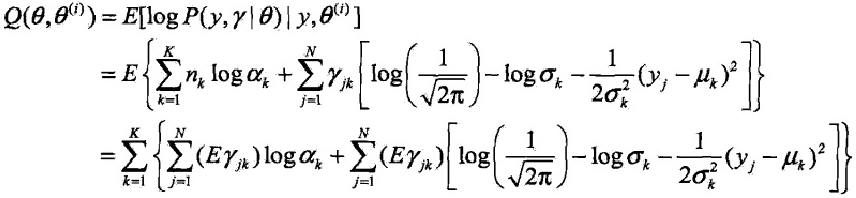 Q(θ,θ^{(i)}) = E[log P(y,γ|θ)| y,θ^{(i)}]
= E{∑_{k=1}^{K} n_k log α_k + ∑_{j=1}^{N} γ_{jk} [log(1/√2π) − log σ_k − 1/(2σ_k^2) (y_j − μ_k)^2]}
= ∑_{k=1}^{K} {∑_{j=1}^{N} (Eγ_{jk}) log α_k + ∑_{j=1}^{N} (Eγ_{jk}) [log(1/√2π) − log σ_k − 1/(2σ_k^2) (y_j − μ_k)^2]}